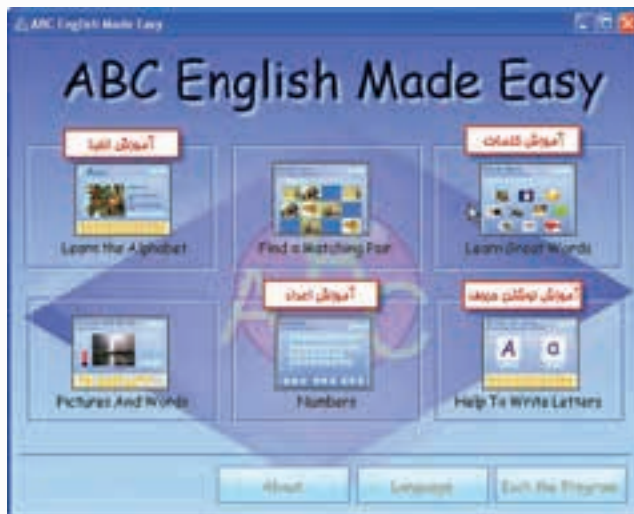 ABC English Made Easy
ABC English Made Easy
آموزش الفبا
Learn the Alphabet
Find a Matching Pair
آموزش کلمات
Learn Great Words
Pictures And Words
آموزش اعداد
Numbers
آموزش نوشتن حروف
A a
Help To Write Letters
ABC
About
Language
Exit the Program